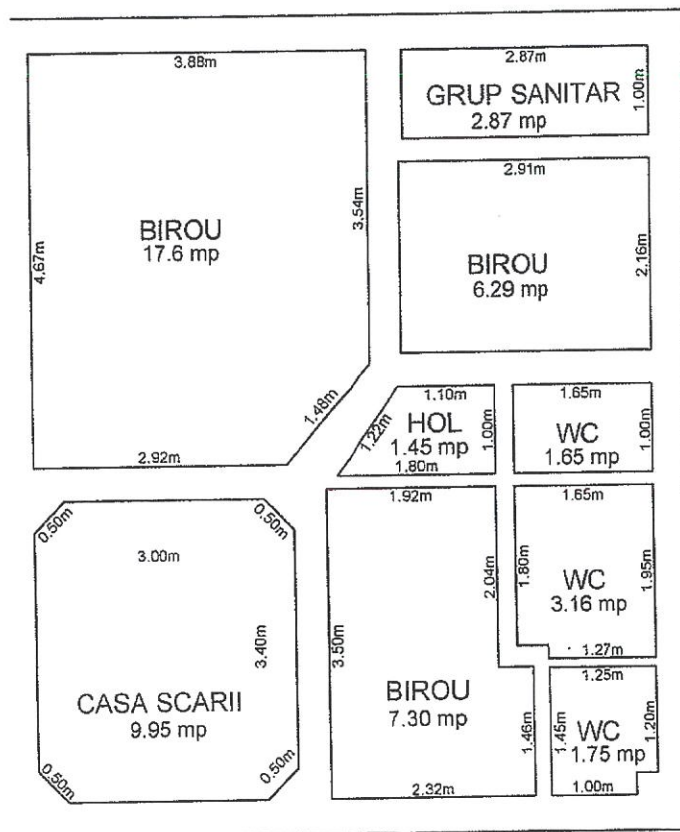 3.88m
4.67m
3.54m
BIROU
17.6 mp
1.48m
2.92m
2.87m
GRUP SANITAR
2.87 mp
1.00m
2.91m
BIROU
6.29 mp
2.16m
1.10m
1.22m
HOL
1.45 mp
1.00m
1.80m
1.65m
WC
1.65 mp
1.00m
0.50m
0.50m
3.00m
3.40m
CASA SCARII
9.95 mp
0.50m
0.50m
1.92m
2.04m
3.50m
BIROU
7.30 mp
1.46m
2.32m
1.65m
1.80m
1.95m
WC
3.16 mp
1.27m
1.25m
1.45m
WC
1.75 mp
1.20m
1.00m